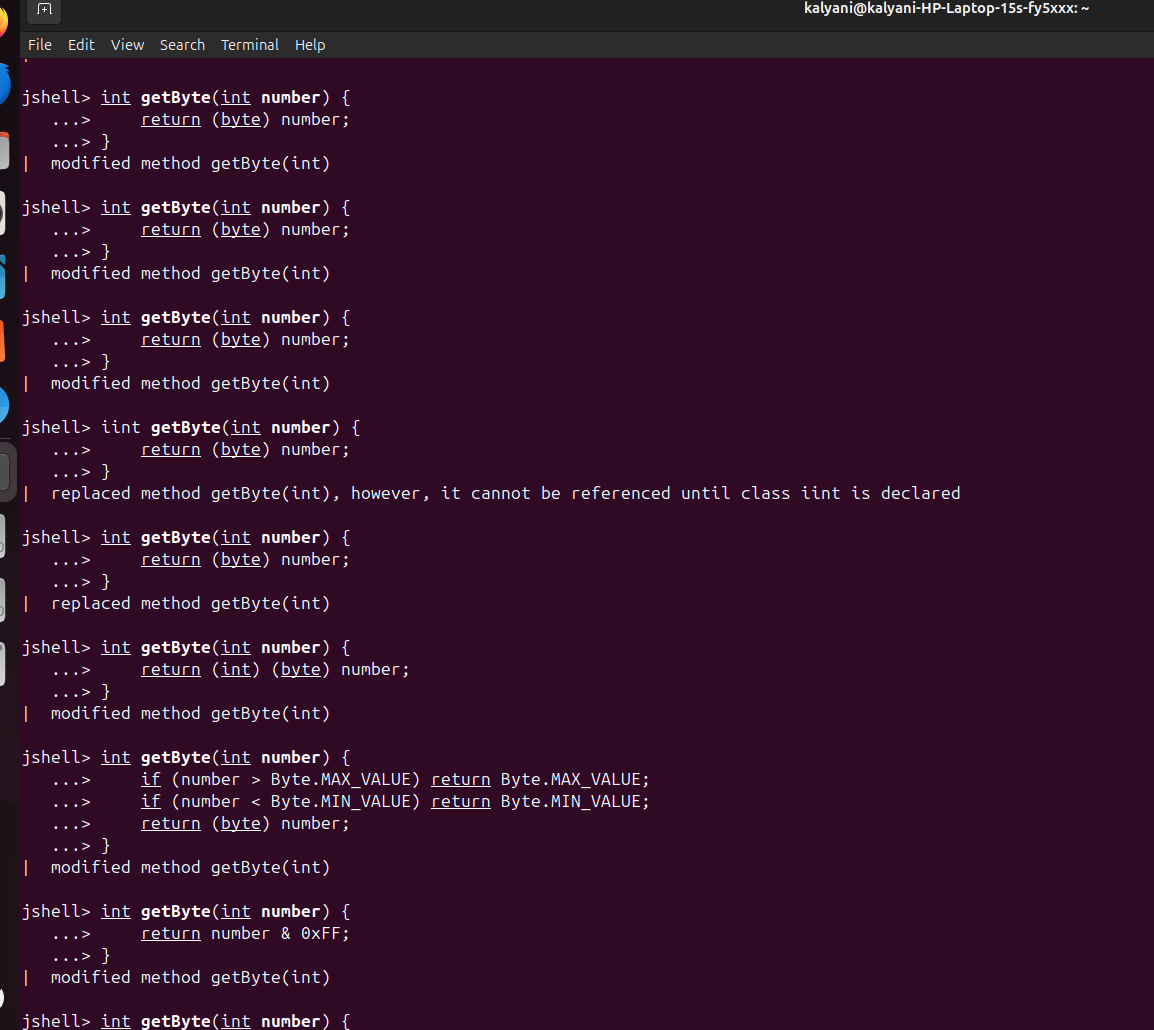 kalyani@kalyani-HP-Laptop-15s-fy5xxx: ~
File Edit View Search Terminal Help
jshell> int getByte(int number) {
   ...>     return (byte) number;
   ...> }
|  modified method getByte(int)
jshell> int getByte(int number) {
   ...>     return (byte) number;
   ...> }
|  modified method getByte(int)
jshell> int getByte(int number) {
   ...>     return (byte) number;
   ...> }
|  modified method getByte(int)
jshell> iint getByte(int number) {
   ...>     return (byte) number;
   ...> }
|  replaced method getByte(int), however, it cannot be referenced until class iint is declared
jshell> int getByte(int number) {
   ...>     return (byte) number;
   ...> }
|  replaced method getByte(int)
jshell> int getByte(int number) {
   ...>     return (int) (byte) number;
   ...> }
|  modified method getByte(int)
jshell> int getByte(int number) {
   ...>     if (number > Byte.MAX_VALUE) return Byte.MAX_VALUE;
   ...>     if (number < Byte.MIN_VALUE) return Byte.MIN_VALUE;
   ...>     return (byte) number;
   ...> }
|  modified method getByte(int)
jshell> int getByte(int number) {
   ...>     return number & 0xFF;
   ...> }
|  modified method getByte(int)
jshell> int getByte(int number) {